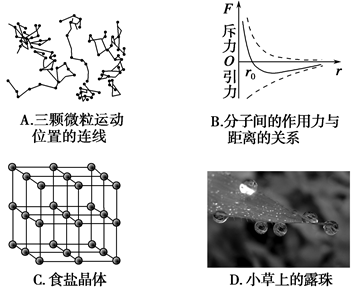 F
斥力
O
引力
r₀
r
A.三颗微粒运动
位置的连线
B.分子间的作用力与
距离的关系
C. 食盐晶体
D. 小草上的露珠